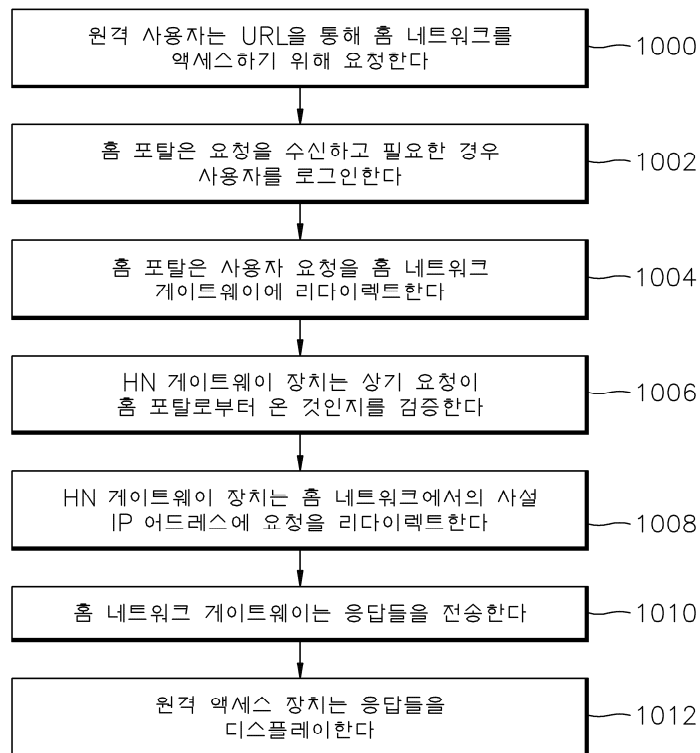 원격 사용자는 URL을 통해 홈 네트워크를
액세스하기 위해 요청한다
1000
홈 포탈은 요청을 수신하고 필요한 경우
사용자를 로그인한다
1002
홈 포탈은 사용자 요청을 홈 네트워크
게이트웨이에 리다이렉트한다
1004
HN 게이트웨이 장치는 상기 요청이
홈 포탈로부터 온 것인지를 검증한다
1006
HN 게이트웨이 장치는 홈 네트워크에서의 사설
IP 어드레스에 요청을 리다이렉트한다
1008
홈 네트워크 게이트웨이는 응답들을 전송한다
1010
원격 액세스 장치는 응답들을
디스플레이한다
1012